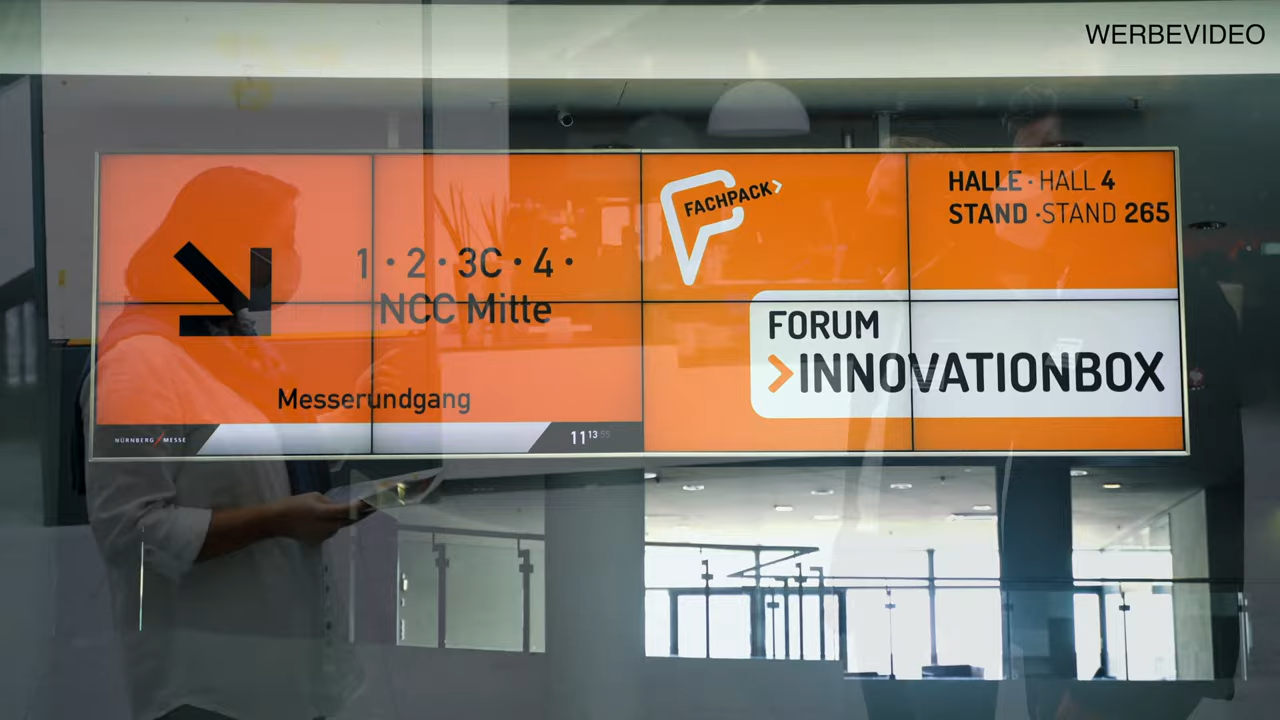 WERBEVIDEO
1 · 2 · 3C · 4 ·
NCC Mitte
Messerundgang
NÜRNBERG MESSE
11 13 55
FACHPACK
HALLE · HALL 4
STAND · STAND 265
FORUM
INNOVATIONBOX